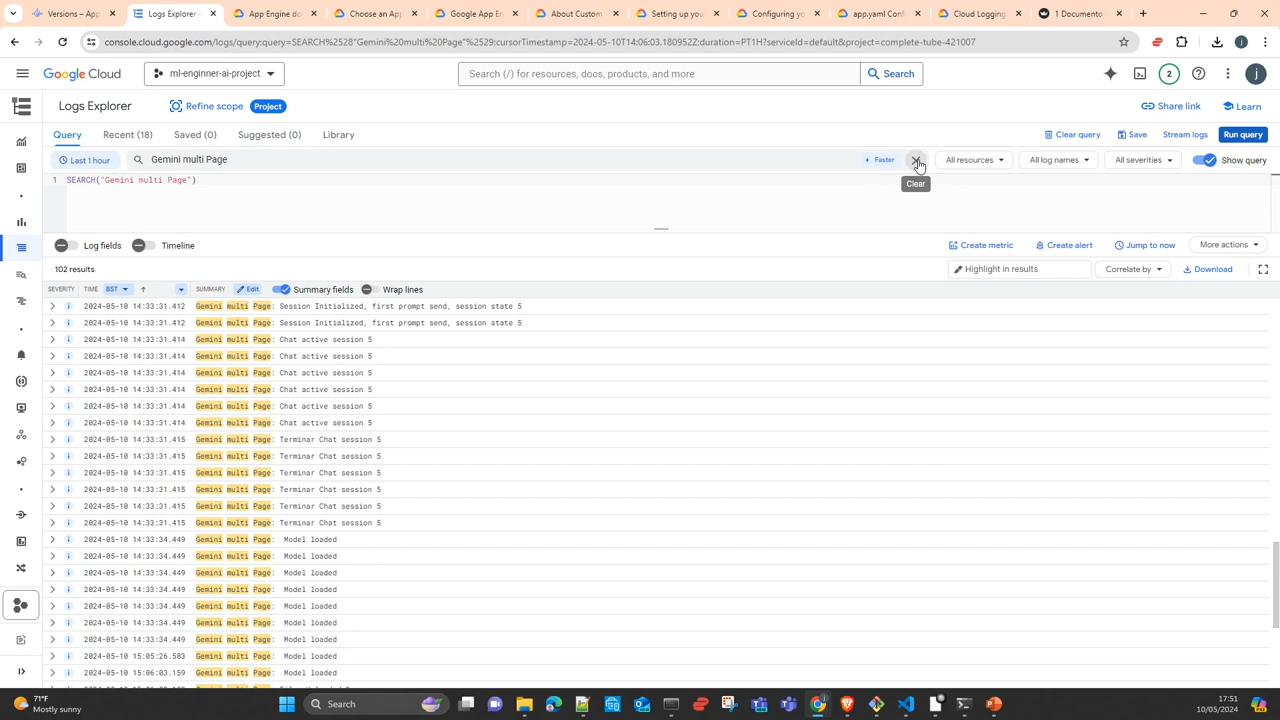 Versions – App
Logs Explorer
App Engine do
Choose an Ap
Google App En
About Custom
Setting up you
Configuring yo
app.yaml Conf
Cloud Logging
1 Documento
console.cloud.google.com/logs/query;query=SEARCH%2528"Gemini%20multi%20Page"%2529;cursorTimestamp=2024-05-10T14:06:03.180952Z;duration=PT1H?serviceId=default&project=complete-tube-421007
j
Google Cloud
ml-enginner-ai-project
Search (/) for resources, docs, products, and more
Search
2
j
Logs Explorer
Refine scope
Project
Share link
Learn
Query
Recent (18)
Saved (0)
Suggested (0)
Library
Clear query
Save
Stream logs
Run query
Last 1 hour
Gemini multi Page
Faster
All resources
All log names
All severities
Show query
1 SEARCH("Gemini multi Page")
Clear
Log fields
Timeline
Create metric
Create alert
Jump to now
More actions
102 results
Highlight in results
Correlate by
Download
SEVERITY TIME BST SUMMARY Edit Summary fields Wrap lines
2024-05-10 14:33:31.412 Gemini multi Page: Session Initialized, first prompt send, session state 5
2024-05-10 14:33:31.412 Gemini multi Page: Session Initialized, first prompt send, session state 5
2024-05-10 14:33:31.414 Gemini multi Page: Chat active session 5
2024-05-10 14:33:31.414 Gemini multi Page: Chat active session 5
2024-05-10 14:33:31.414 Gemini multi Page: Chat active session 5
2024-05-10 14:33:31.414 Gemini multi Page: Chat active session 5
2024-05-10 14:33:31.414 Gemini multi Page: Chat active session 5
2024-05-10 14:33:31.414 Gemini multi Page: Chat active session 5
2024-05-10 14:33:31.415 Gemini multi Page: Terminar Chat session 5
2024-05-10 14:33:31.415 Gemini multi Page: Terminar Chat session 5
2024-05-10 14:33:31.415 Gemini multi Page: Terminar Chat session 5
2024-05-10 14:33:31.415 Gemini multi Page: Terminar Chat session 5
2024-05-10 14:33:31.415 Gemini multi Page: Terminar Chat session 5
2024-05-10 14:33:31.415 Gemini multi Page: Terminar Chat session 5
2024-05-10 14:33:34.449 Gemini multi Page: Model loaded
2024-05-10 14:33:34.449 Gemini multi Page: Model loaded
2024-05-10 14:33:34.449 Gemini multi Page: Model loaded
2024-05-10 14:33:34.449 Gemini multi Page: Model loaded
2024-05-10 14:33:34.449 Gemini multi Page: Model loaded
2024-05-10 14:33:34.449 Gemini multi Page: Model loaded
2024-05-10 14:33:34.449 Gemini multi Page: Model loaded
2024-05-10 15:05:26.583 Gemini multi Page: Model loaded
2024-05-10 15:06:03.159 Gemini multi Page: Model loaded
71°F
Mostly sunny
Search
17:51
10/05/2024